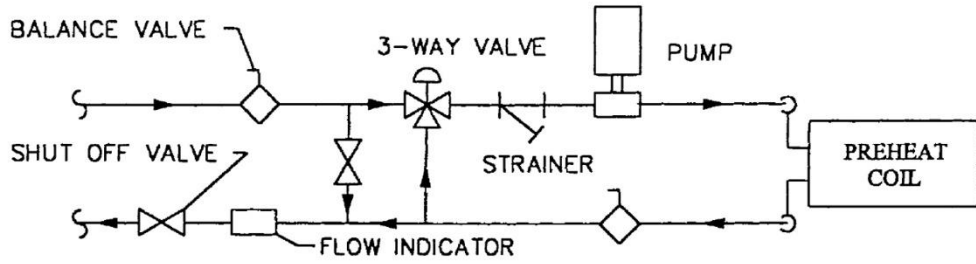 BALANCE VALVE
3-WAY VALVE
PUMP
SHUT OFF VALVE
STRAINER
PREHEAT
COIL
FLOW INDICATOR